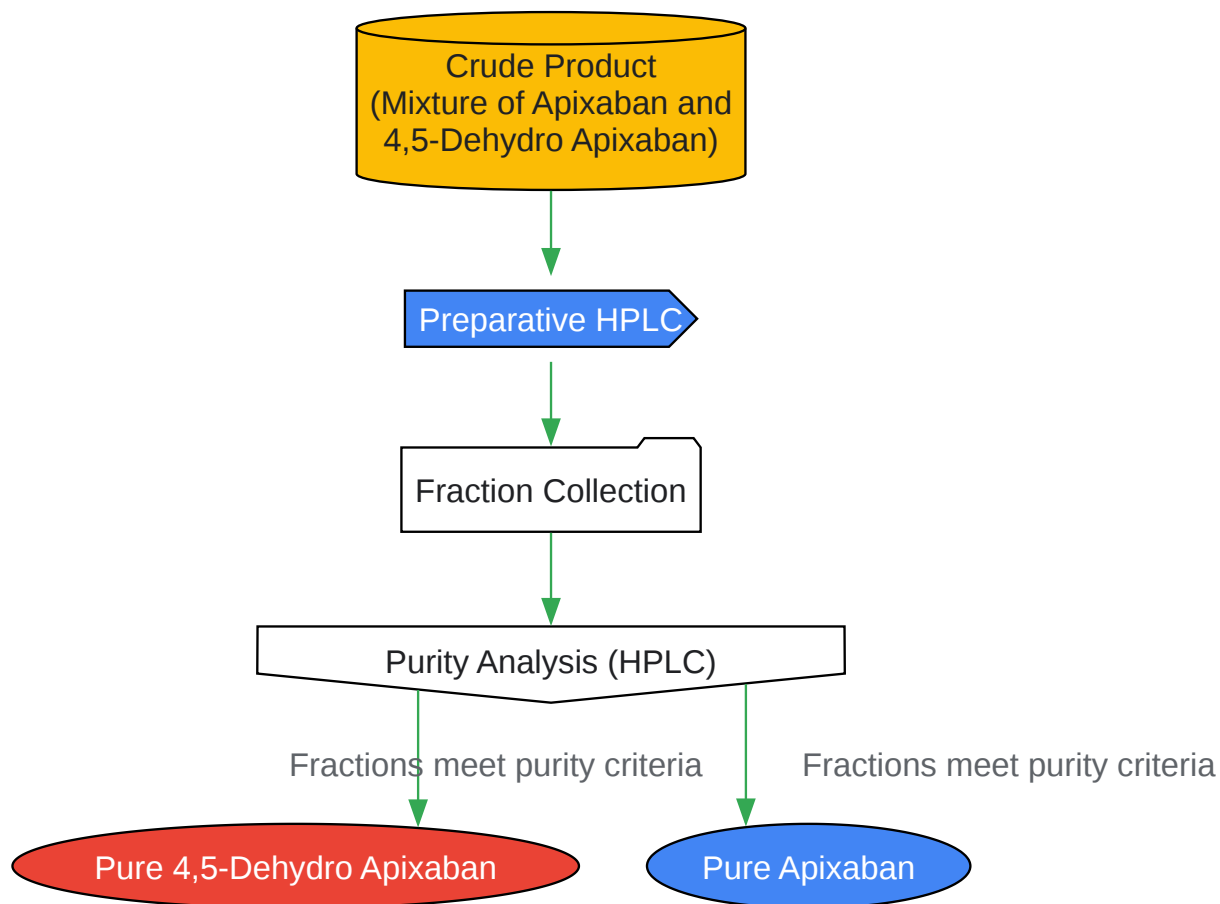 Crude Product
(Mixture of Apixaban and
4,5-Dehydro Apixaban)
Preparative HPLC
Fraction Collection
Purity Analysis (HPLC)
Fractions meet purity criteria
Fractions meet purity criteria
Pure 4,5-Dehydro Apixaban
Pure Apixaban